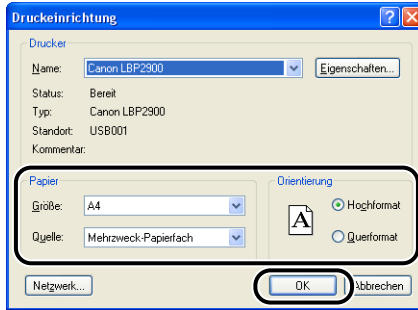 Druckeinrichtung
Drucker
Name: Canon LBP2900 Eigenschaften...
Status: Bereit
Typ: Canon LBP2900
Standort: USB001
Kommentar:
Papier Orientierung
Größe: A4 Hochformat
A
Quelle: Mehrzweck-Papierfach Querformat
Netzwerk... OK Abbrechen